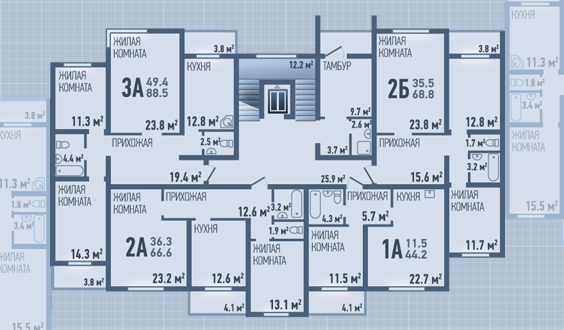 КУХНЯ
ЖИЛАЯ
КОМНАТА
3.8 м²
12.2 м²
ТАМБУР
ЖИЛАЯ
КОМНАТА
3.8 м²
11.3 м²
ЖИЛАЯ
КОМНАТА
3А 49.4
88.5
КУХНЯ
2Б 35.5
68.8
1.8 м²
3.4 м²
3.8 м²
11.3 м²
23.8 м²
12.8 м²
9.7 м²
2.6 м²
23.8 м²
12.8 м²
КУХНЯ
ПРИХОЖАЯ
2.5 м²
3.7 м²
ПРИХОЖАЯ
1.7 м²
4.4 м²
3.2 м²
19.4 м²
25.9 м²
15.6 м²
11.3 м²
ЖИЛАЯ
КОМНАТА
ЖИЛАЯ
КОМНАТА
ПРИХОЖАЯ
КУХНЯ
ЖИЛАЯ
КОМНАТА
15.5 м²
1.8 м²
3.4 м²
12.6 м²
3.2 м²
4.3 м²
5.7 м²
2А 36.3
66.6
КУХНЯ
1.9 м²
ЖИЛАЯ
КОМНАТА
ЖИЛАЯ
КОМНАТА
1А 11.5
44.2
14.3 м²
11.7 м²
3.8 м²
23.2 м²
12.6 м²
11.5 м²
22.7 м²
4.1 м²
13.1 м²
4.1 м²
15.5 м²